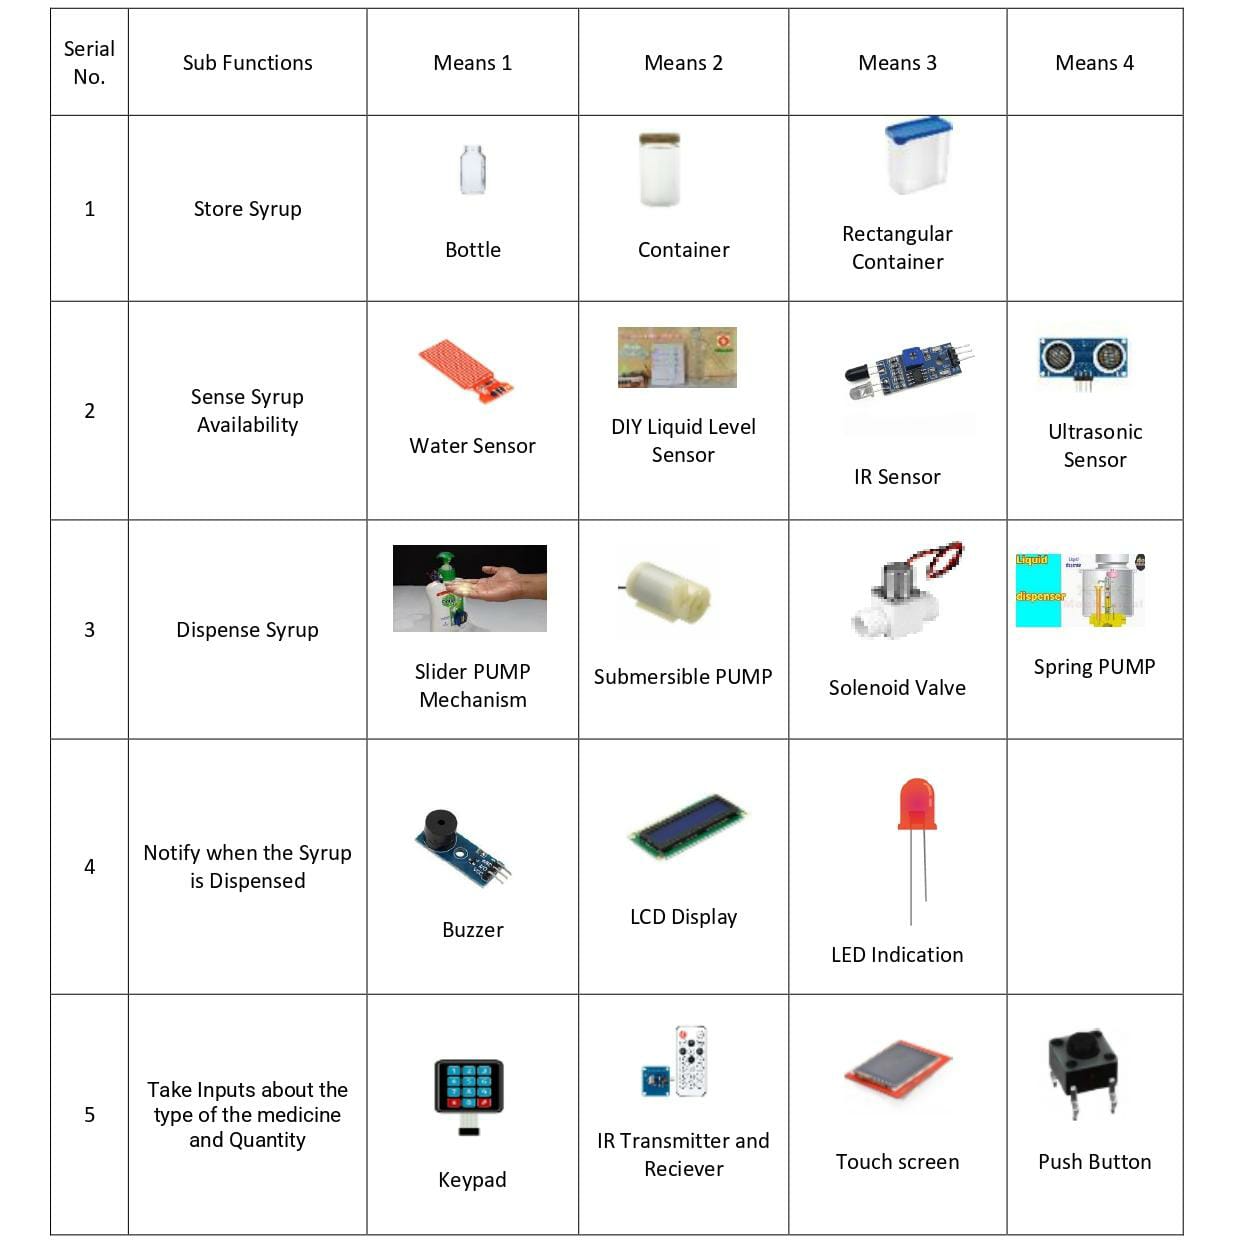 Serial
No.
Sub Functions
Means 1
Means 2
Means 3
Means 4
1
Store Syrup
Bottle
Container
Rectangular
Container
2
Sense Syrup
Availability
Water Sensor
DIY Liquid Level
Sensor
IR Sensor
Ultrasonic
Sensor
3
Dispense Syrup
Slider PUMP
Mechanism
Submersible PUMP
Solenoid Valve
Liquid
dispenser
Spring PUMP
4
Notify when the Syrup
is Dispensed
Buzzer
LCD Display
LED Indication
5
Take Inputs about the
type of the medicine
and Quantity
Keypad
IR Transmitter and
Reciever
Touch screen
Push Button